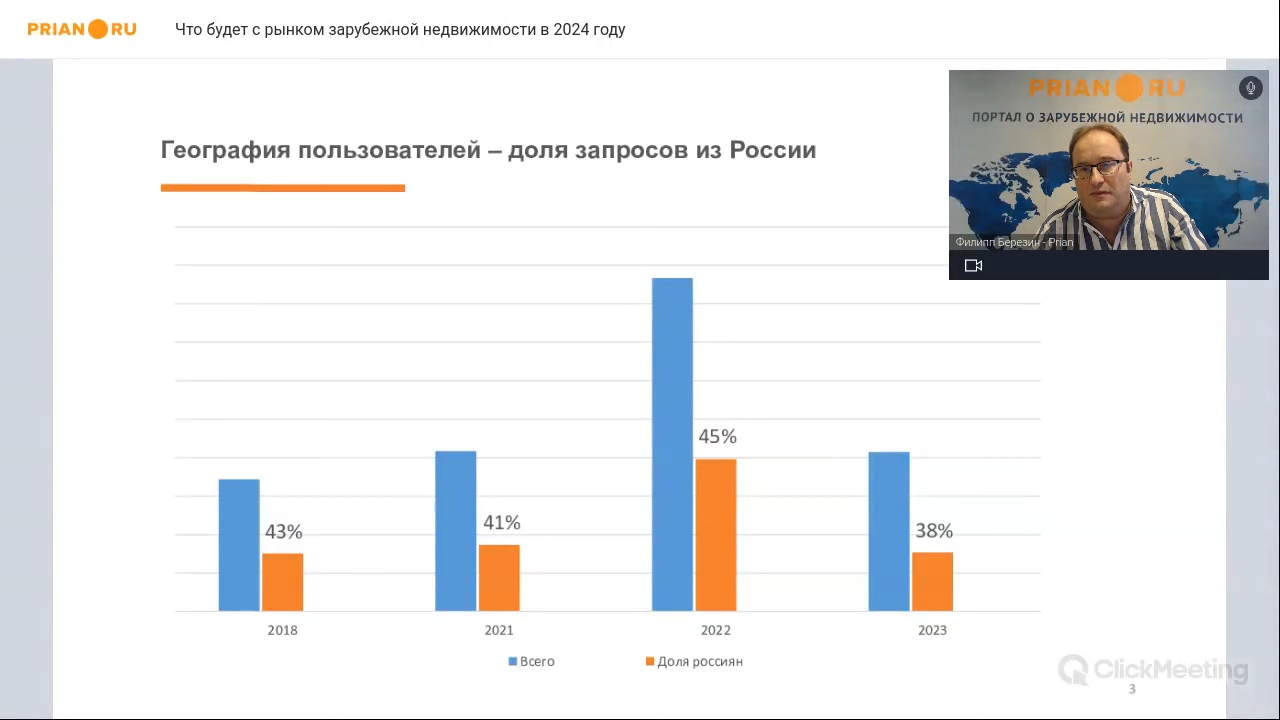 PRIAN RU
Что будет с рынком зарубежной недвижимости в 2024 году
PRIAN RU
ПОРТАЛ О ЗАРУБЕЖНОЙ НЕДВИЖИМОСТИ
Филипп Березин - Prian
География пользователей – доля запросов из России
43%
41%
45%
38%
2018
2021
2022
2023
Всего
Доля россиян
ClickMeeting
3